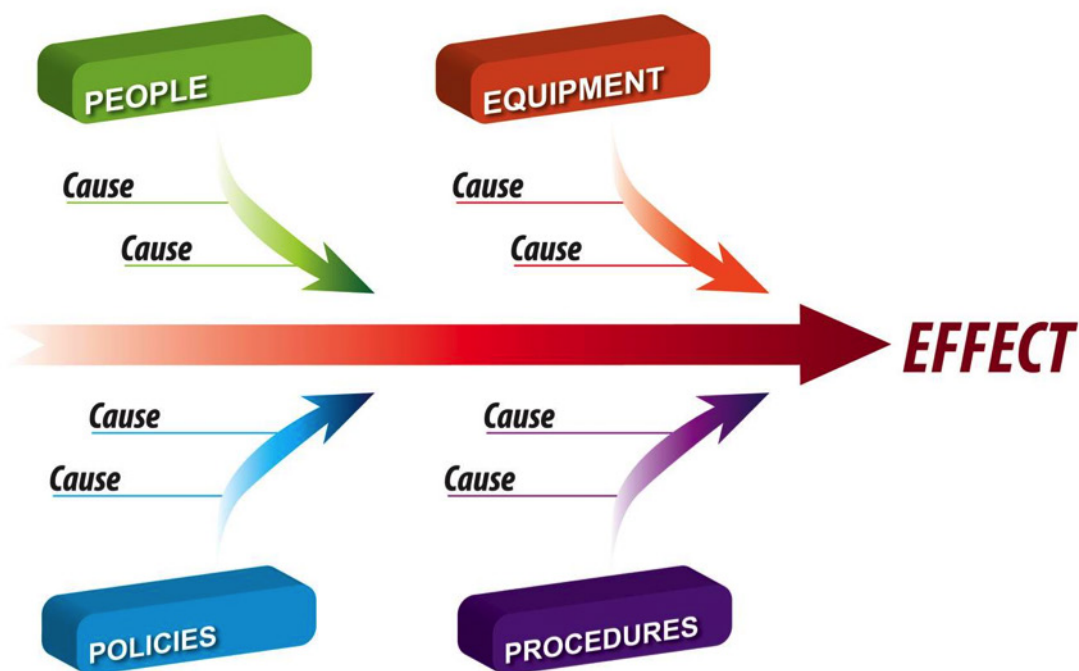 PEOPLE
EQUIPMENT
Cause
Cause
Cause
Cause
EFFECT
Cause
Cause
Cause
Cause
POLICIES
PROCEDURES